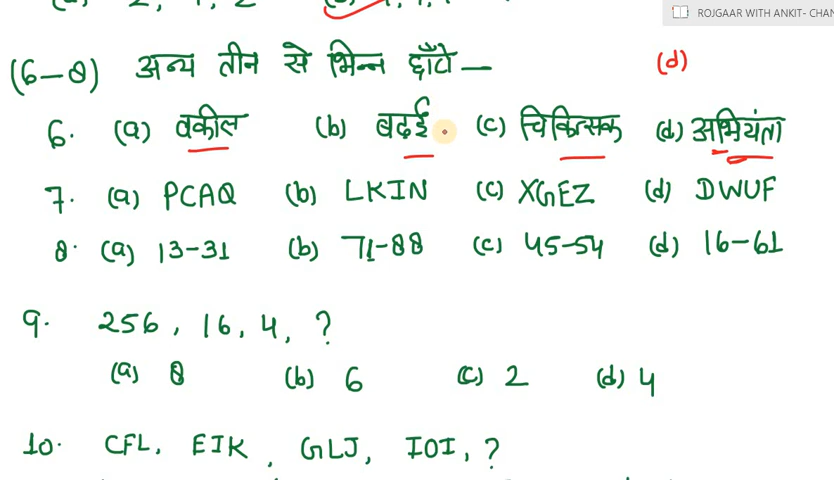 ROJGAAR WITH ANKIT- CHAN
(6-8) अन्य तीन से भिन्न छाँटो— (d)
6. (a) वकील (b) बढ़ई (c) चिकित्सक (d) अभियंता
7. (a) PCAQ (b) LKIN (c) XGEZ (d) DWUF
8. (a) 13-31 (b) 71-88 (c) 45-54 (d) 16-61
9. 256, 16, 4, ?
(a) 8 (b) 6 (c) 2 (d) 4
10. CFL, EIK, GLJ, IOI, ?